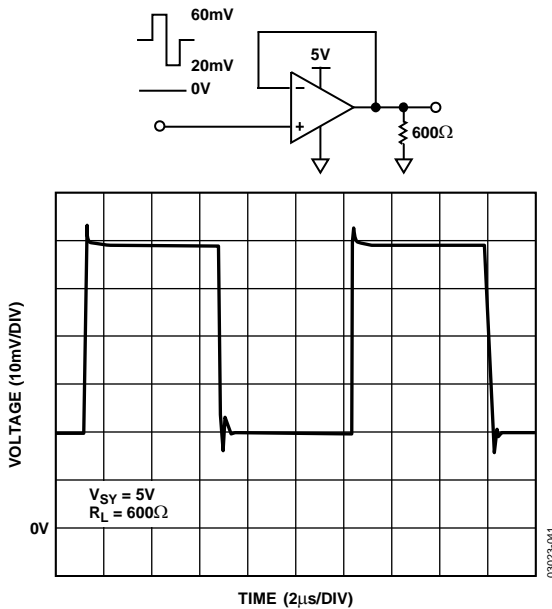 60mV
20mV
0V
5V
600Ω
VOLTAGE (10mV/DIV)
VSY = 5V
RL = 600Ω
0V
TIME (2µs/DIV)
03023-041